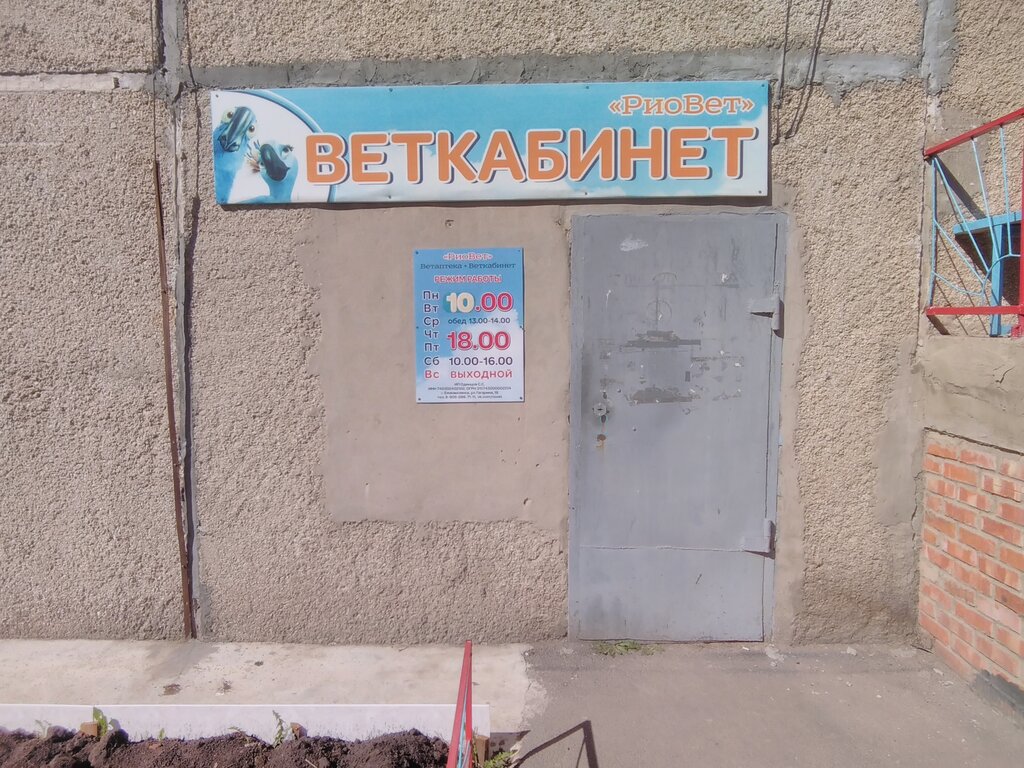 «РиоВет»
ВЕТКАБИНЕТ
«РиоВет»
Ветаптека • Веткабинет
РЕЖИМ РАБОТЫ
Пн 10.00
Вт
Ср обед 13.00-14.00
Чт 18.00
Пт
Сб 10.00-16.00
Вс ВЫХОДНОЙ